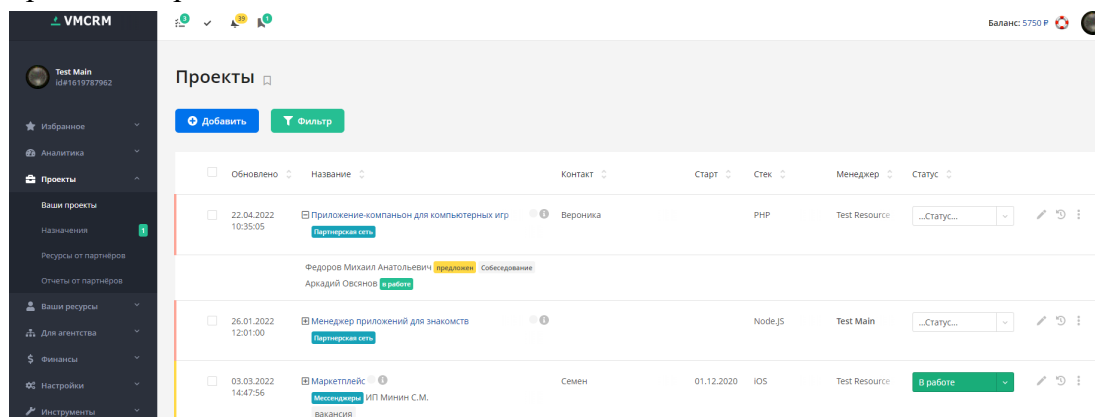 VMCRM
3
39
1
Баланс: 5750 ₽
Test Main
id#1619787962
Проекты
Добавить
Фильтр
Избранное
Аналитика
Проекты
Ваши проекты
Назначения 1
Ресурсы от партнёров
Отчеты от партнёров
Ваши ресурсы
Для агентства
Финансы
Настройки
Инструменты
Обновлено Название Контакт Старт Стек Менеджер Статус
22.04.2022 Приложение-компаньон для компьютерных игр Вероника PHP Test Resource ...Статус...
10:35:05 Партнерская сеть
Федоров Михаил Анатольевич предложен Собеседование
Аркадий Овсянов в работе
26.01.2022 Менеджер приложений для знакомств Node.JS Test Main ...Статус...
12:01:00 Партнерская сеть
03.03.2022 Маркетплейс Семен 01.12.2020 iOS Test Resource В работе
14:47:56 Мессенджеры ИП Минин С.М.
вакансия